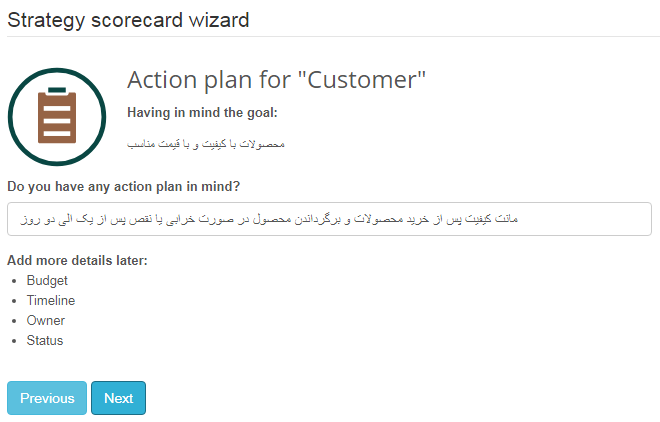 Strategy scorecard wizard
Action plan for "Customer"
Having in mind the goal:
محصولات با کیفیت و با قیمت مناسب
Do you have any action plan in mind?
مانت کیفیت پس از خرید محصولات و برگرداندن محصول در صورت خرابی یا نقص پس از یک الی دو روز
Add more details later:
Budget
Timeline
Owner
Status
Previous
Next